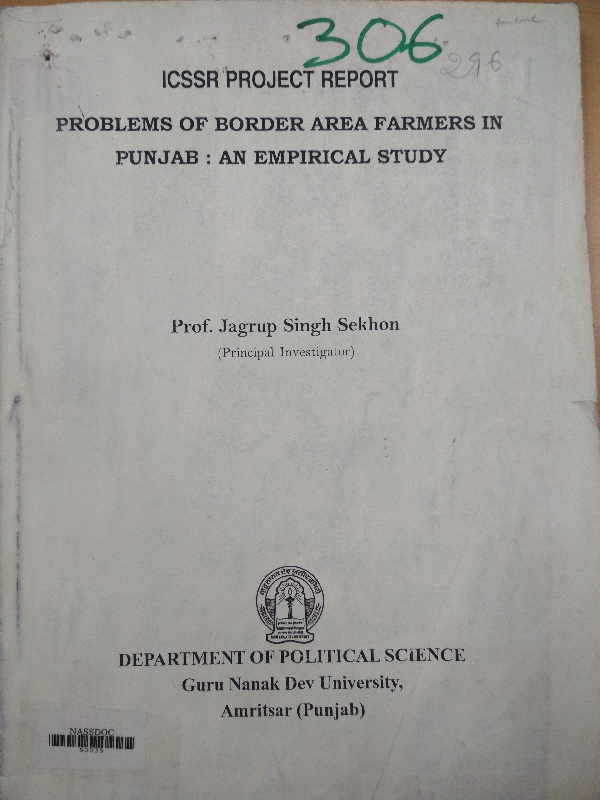 306
296
ICSSR PROJECT REPORT
PROBLEMS OF BORDER AREA FARMERS IN
PUNJAB : AN EMPIRICAL STUDY
Prof. Jagrup Singh Sekhon
(Principal Investigator)
DEPARTMENT OF POLITICAL SCIENCE
Guru Nanak Dev University,
Amritsar (Punjab)
NASSDOC